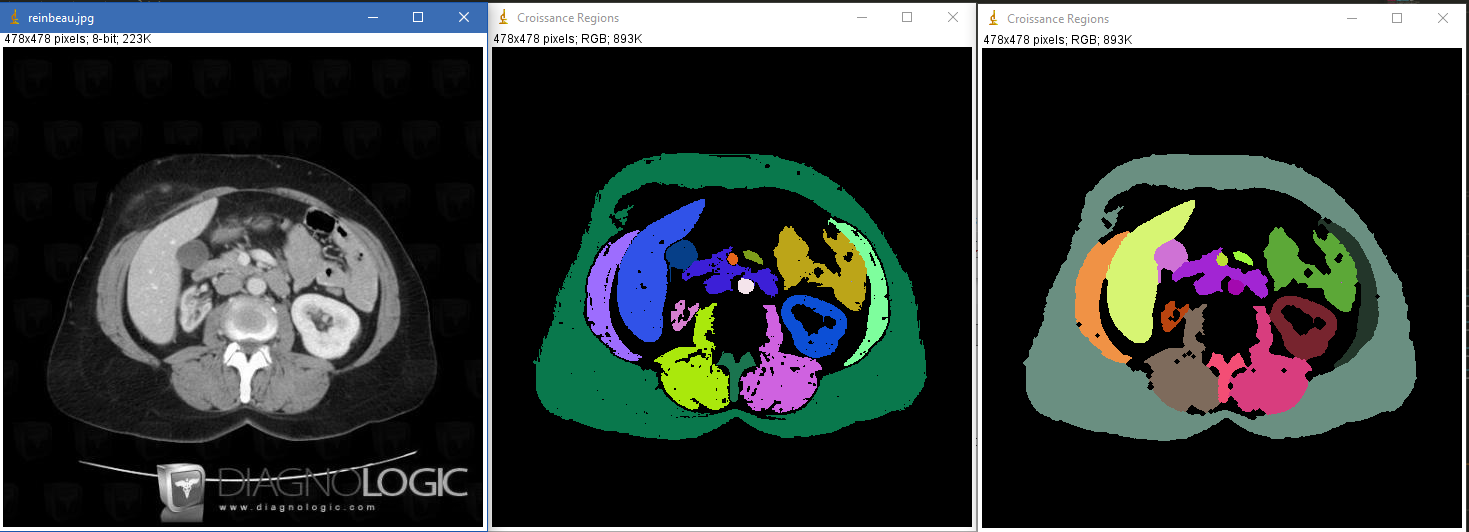 reinbeau.jpg
478x478 pixels; 8-bit; 223K
DIAGNOLOGIC
www.diagnologic.com
Croissance Regions
478x478 pixels; RGB; 893K
Croissance Regions
478x478 pixels; RGB; 893K